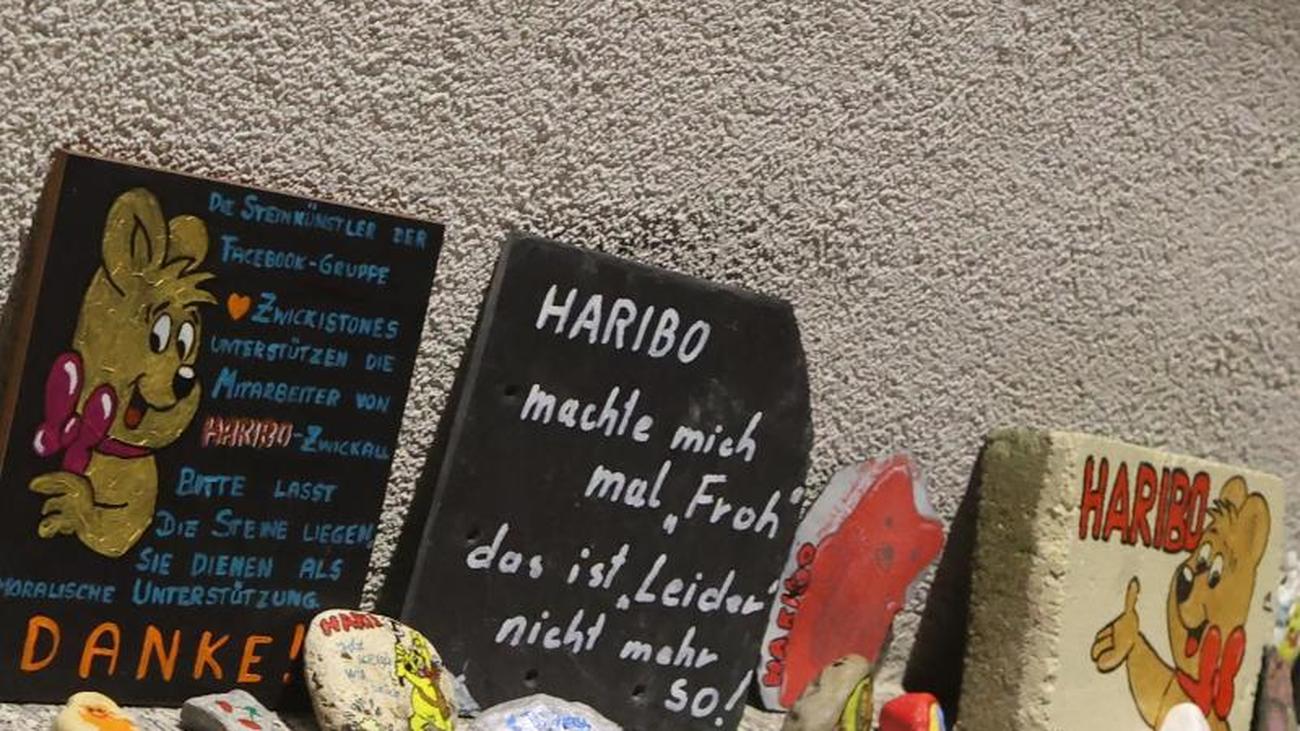 DIE STEINKÜNSTLER DER
FACEBOOK-GRUPPE
ZWICKISTONES
UNTERSTÜTZEN DIE
MITARBEITER VON
HARIBO-ZWICKAU
BITTE LASST
DIE STEINE LIEGEN
SIE DIENEN ALS
MORALISCHE UNTERSTÜTZUNG.
DANKE!
HARIBO
machte mich
mal „Froh"
das ist „Leider"
nicht mehr
so!
HARIBO
HARIBO